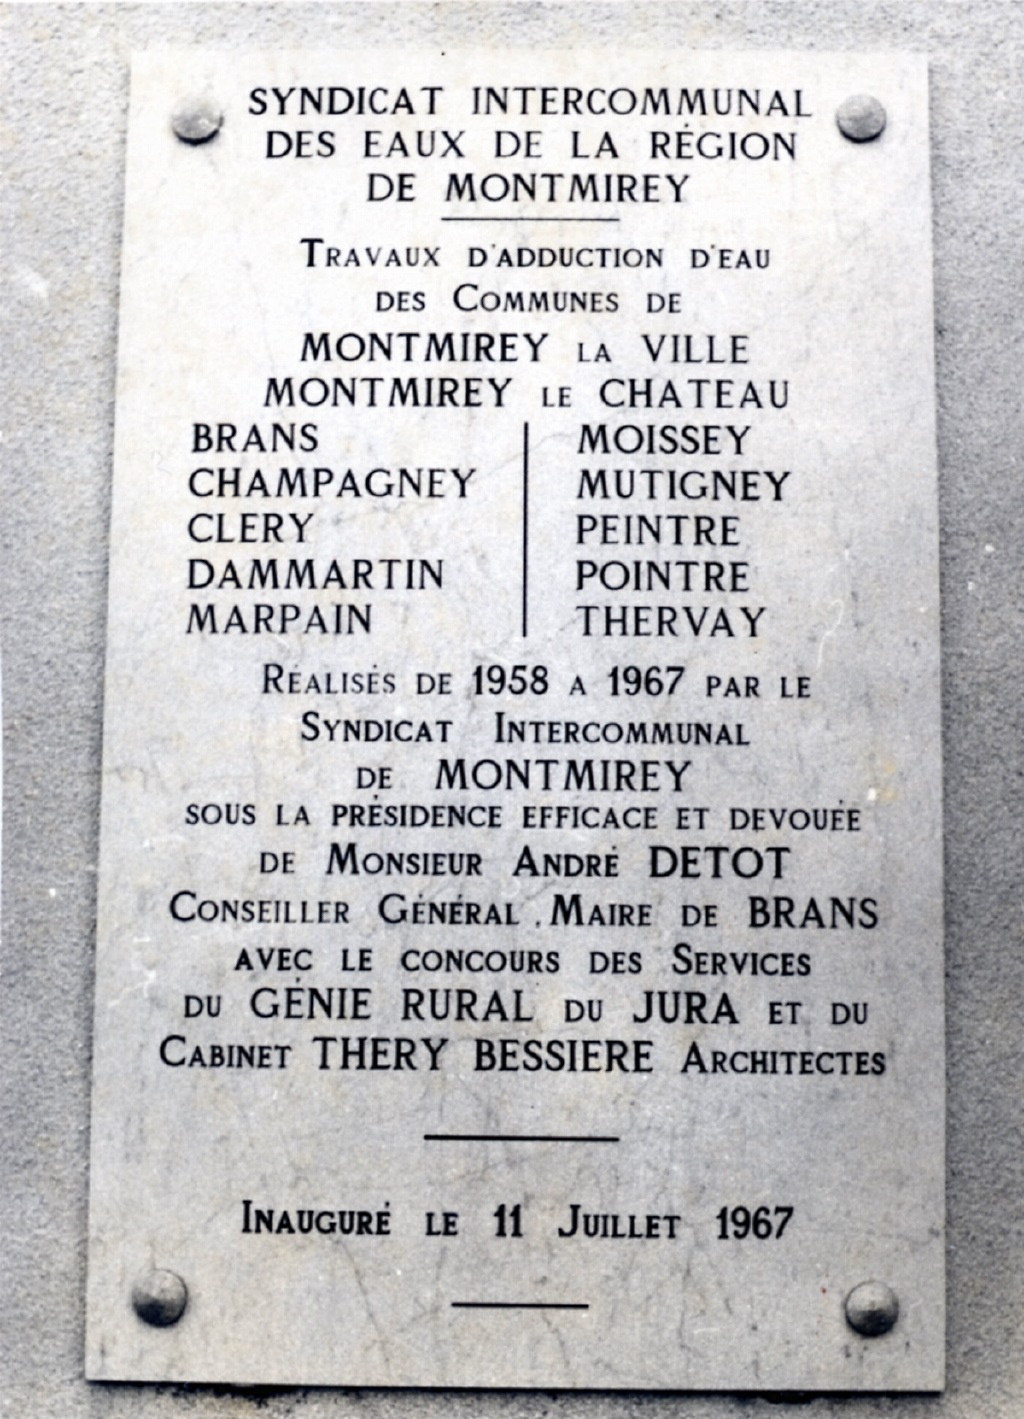 SYNDICAT INTERCOMMUNAL
DES EAUX DE LA RÉGION
DE MONTMIREY
TRAVAUX D'ADDUCTION D'EAU
DES COMMUNES DE
MONTMIREY LA VILLE
MONTMIREY LE CHATEAU
BRANS
CHAMPAGNEY
CLERY
DAMMARTIN
MARPAIN
MOISSEY
MUTIGNEY
PEINTRE
POINTRE
THERVAY
RÉALISÉS DE 1958 A 1967 PAR LE
SYNDICAT INTERCOMMUNAL
DE MONTMIREY
SOUS LA PRÉSIDENCE EFFICACE ET DEVOUÉE
DE MONSIEUR ANDRÉ DETOT
CONSEILLER GÉNÉRAL, MAIRE DE BRANS
AVEC LE CONCOURS DES SERVICES
DU GÉNIE RURAL DU JURA ET DU
CABINET THERY BESSIERE ARCHITECTES
INAUGURÉ LE 11 JUILLET 1967